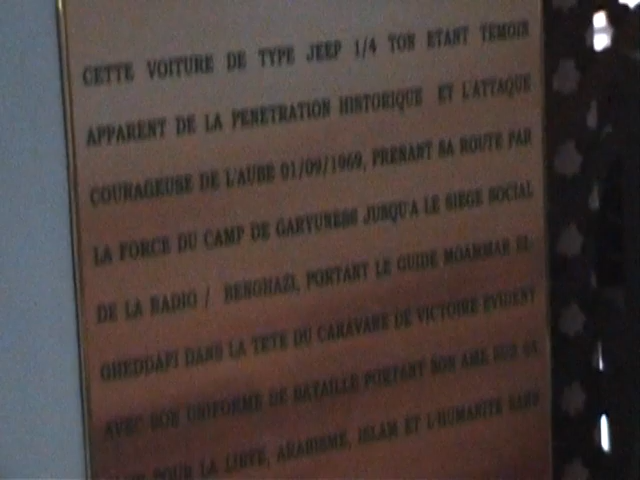 CETTE VOITURE DE TYPE JEEP 1/4 TON ETANT TEMOIN
APPARENT DE LA PENETRATION HISTORIQUE ET L'ATTAQUE
COURAGEUSE DE L'AUBE 01/09/1969, PRENANT SA ROUTE PAR
LA FORCE DU CAMP DE GARYUNESS JUSQU'A LE SIEGE SOCIAL
DE LA RADIO / BENGHAZI, PORTANT LE GUIDE MOAMMAR EL-
GHEDDAFI DANS LA TETE DU CARAVANE DE VICTOIRE EVIDENT
AVEC SON UNIFORME DE BATAILLE PORTANT SON AME SUR
POUR LA LIBYE, ARABISME, ISLAM ET L'HUMANITE SANS